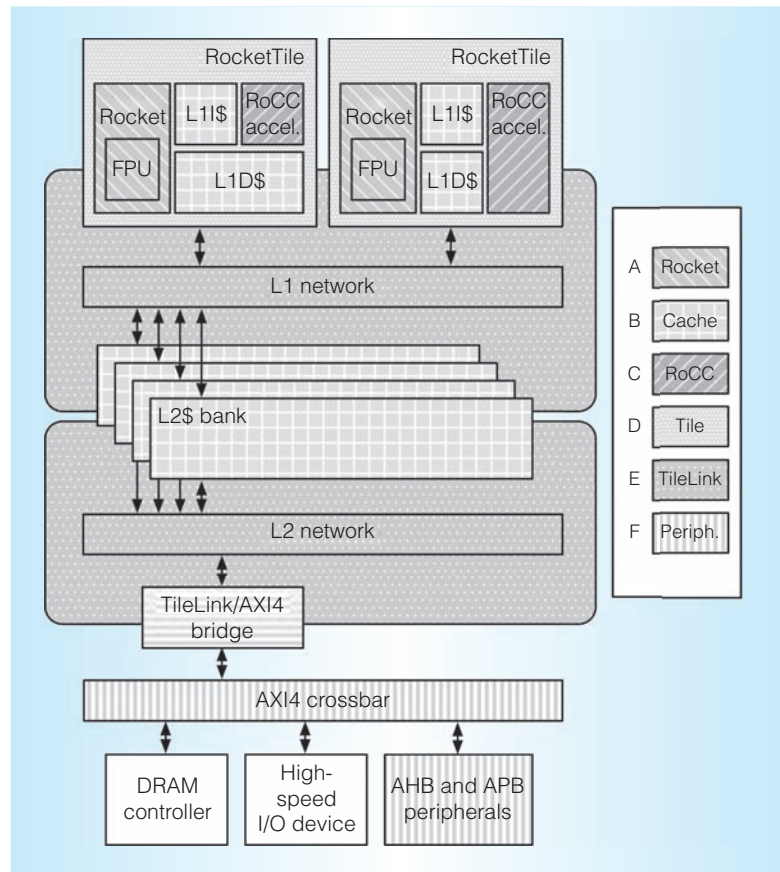 RocketTile
RocketTile
Rocket
FPU
L1I$
RoCC
accel.
L1D$
Rocket
FPU
L1I$
L1D$
RoCC
accel.
L1 network
L2$ bank
L2 network
TileLink/AXI4
bridge
AXI4 crossbar
DRAM
controller
High-
speed
I/O device
AHB and APB
peripherals
A Rocket
B Cache
C RoCC
D Tile
E TileLink
F Periph.